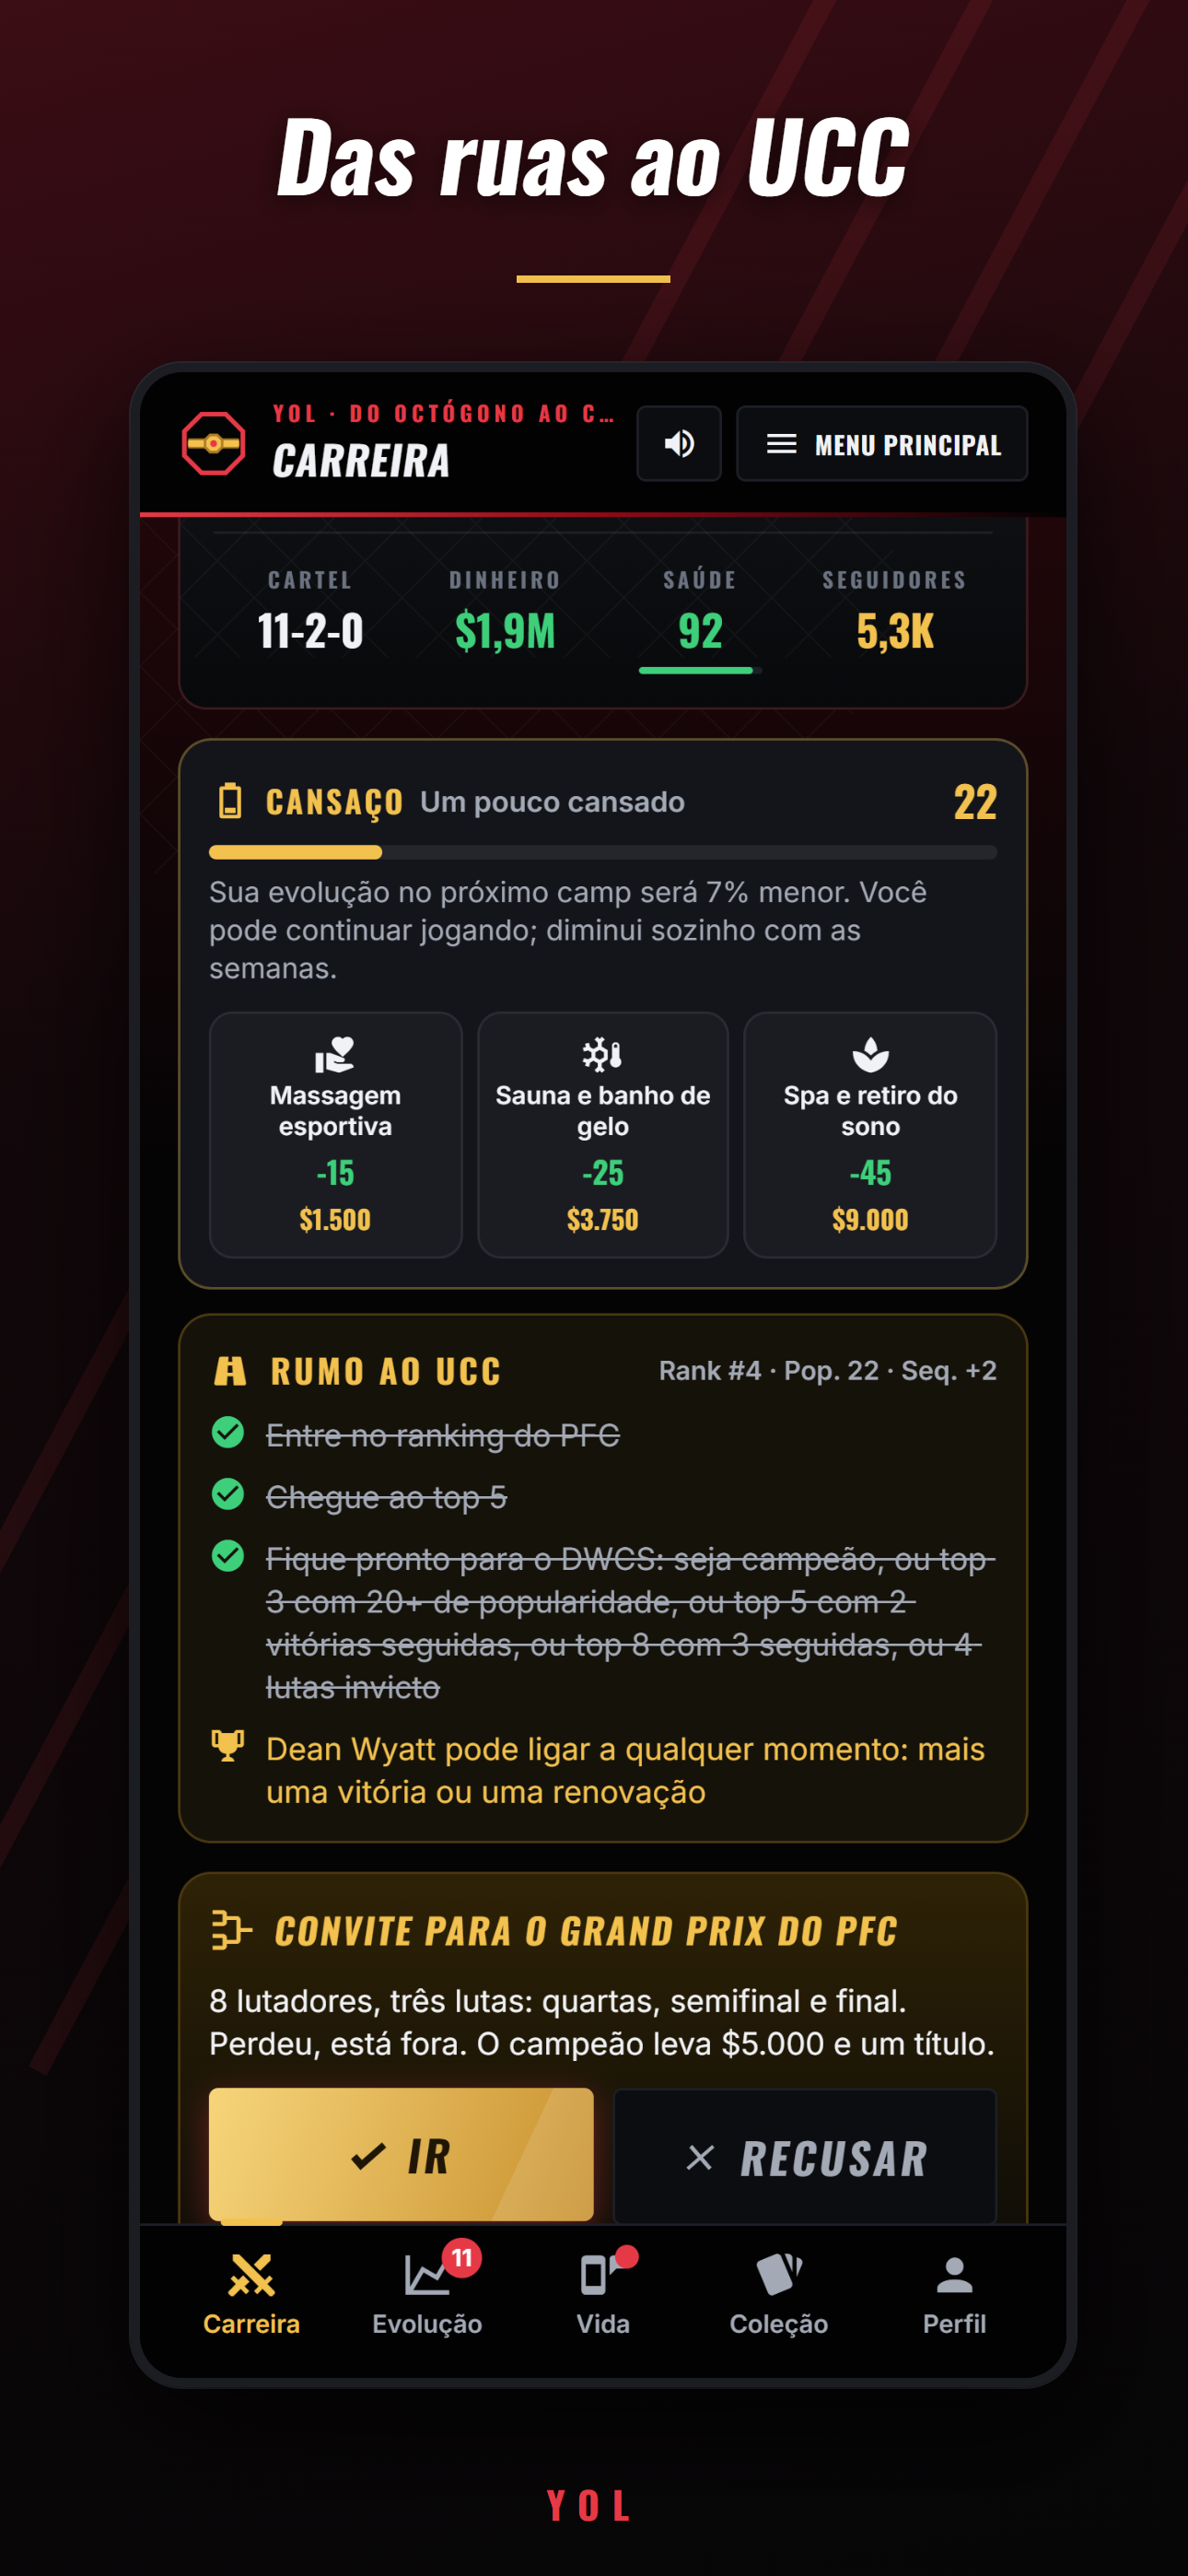 Das ruas ao UCC
YOL · DO OCTÓGONO AO C...
CARREIRA
MENU PRINCIPAL
CARTEL
DINHEIRO
SAÚDE
SEGUIDORES
11-2-0
$1,9M
92
5,3K
CANSAÇO Um pouco cansado 22
Sua evolução no próximo camp será 7% menor. Você
pode continuar jogando; diminui sozinho com as
semanas.
Massagem
esportiva
-15
$1.500
Sauna e banho de
gelo
-25
$3.750
Spa e retiro do
sono
-45
$9.000
RUMO AO UCC
Rank #4 · Pop. 22 · Seq. +2
Entre no ranking do PFC
Chegue ao top 5
Fique pronto para o DWCS: seja campeão, ou top
3 com 20+ de popularidade, ou top 5 com 2
vitórias seguidas, ou top 8 com 3 seguidas, ou 4
lutas invicto
Dean Wyatt pode ligar a qualquer momento: mais
uma vitória ou uma renovação
CONVITE PARA O GRAND PRIX DO PFC
8 lutadores, três lutas: quartas, semifinal e final.
Perdeu, está fora. O campeão leva $5.000 e um título.
IR
RECUSAR
11
Carreira
Evolução
Vida
Coleção
Perfil
YOL